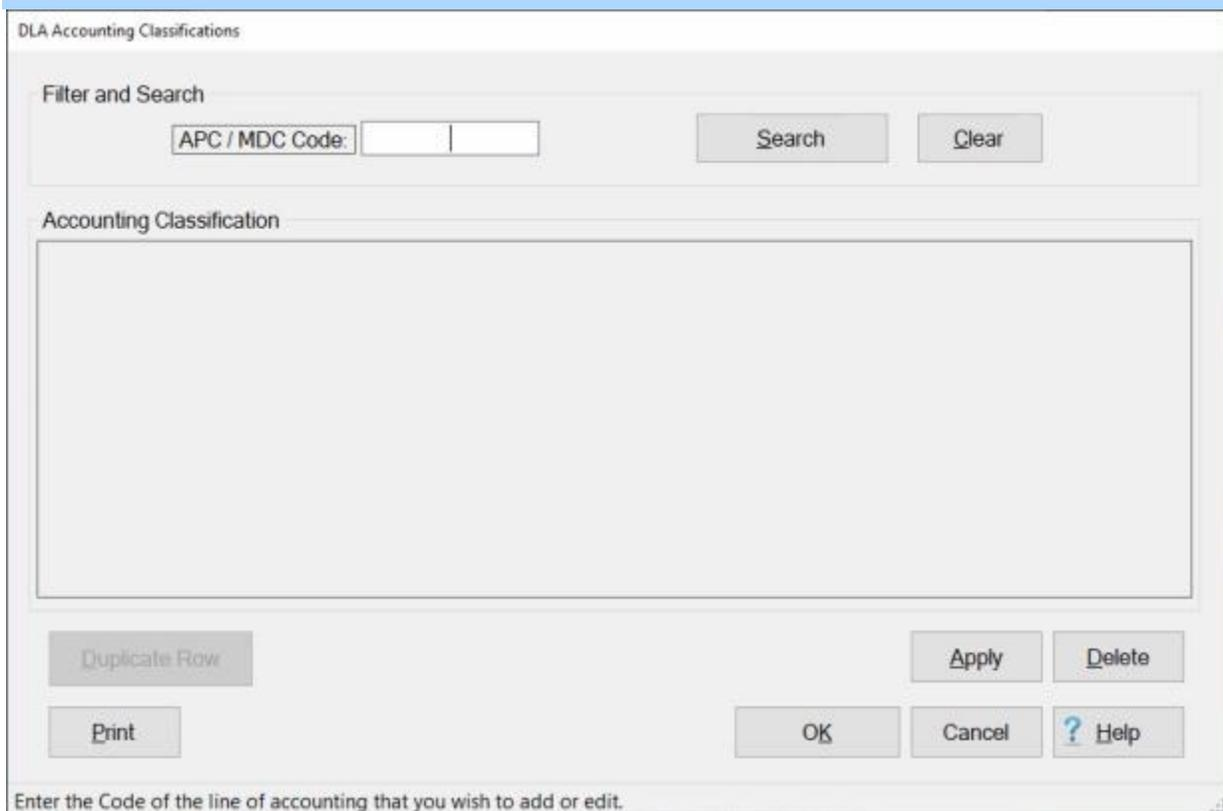 DLA Accounting Classifications
Filter and Search
APC / MDC Code:
Search
Clear
Accounting Classification
Duplicate Row
Apply
Delete
Print
OK
Cancel
? Help
Enter the Code of the line of accounting that you wish to add or edit.